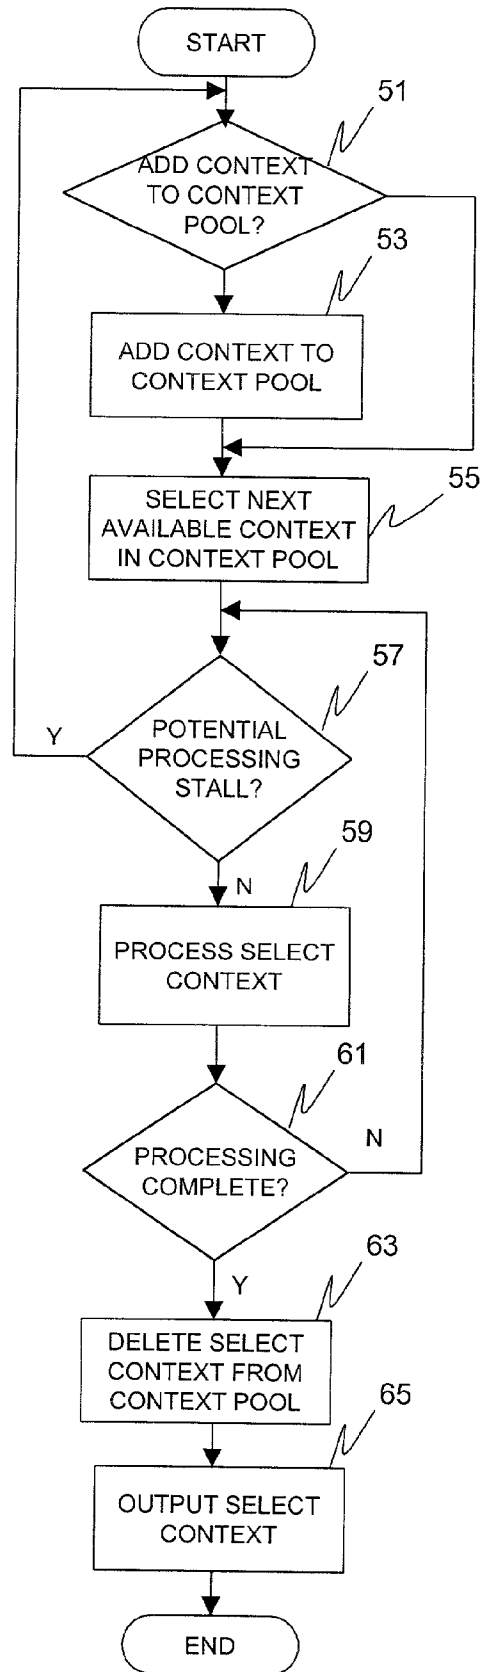 START
51
ADD CONTEXT
TO CONTEXT
POOL?
53
ADD CONTEXT TO
CONTEXT POOL
55
SELECT NEXT
AVAILABLE CONTEXT
IN CONTEXT POOL
57
Y
POTENTIAL
PROCESSING
STALL?
59
N
PROCESS SELECT
CONTEXT
61
N
PROCESSING
COMPLETE?
63
Y
DELETE SELECT
CONTEXT FROM
CONTEXT POOL
65
OUTPUT SELECT
CONTEXT
END